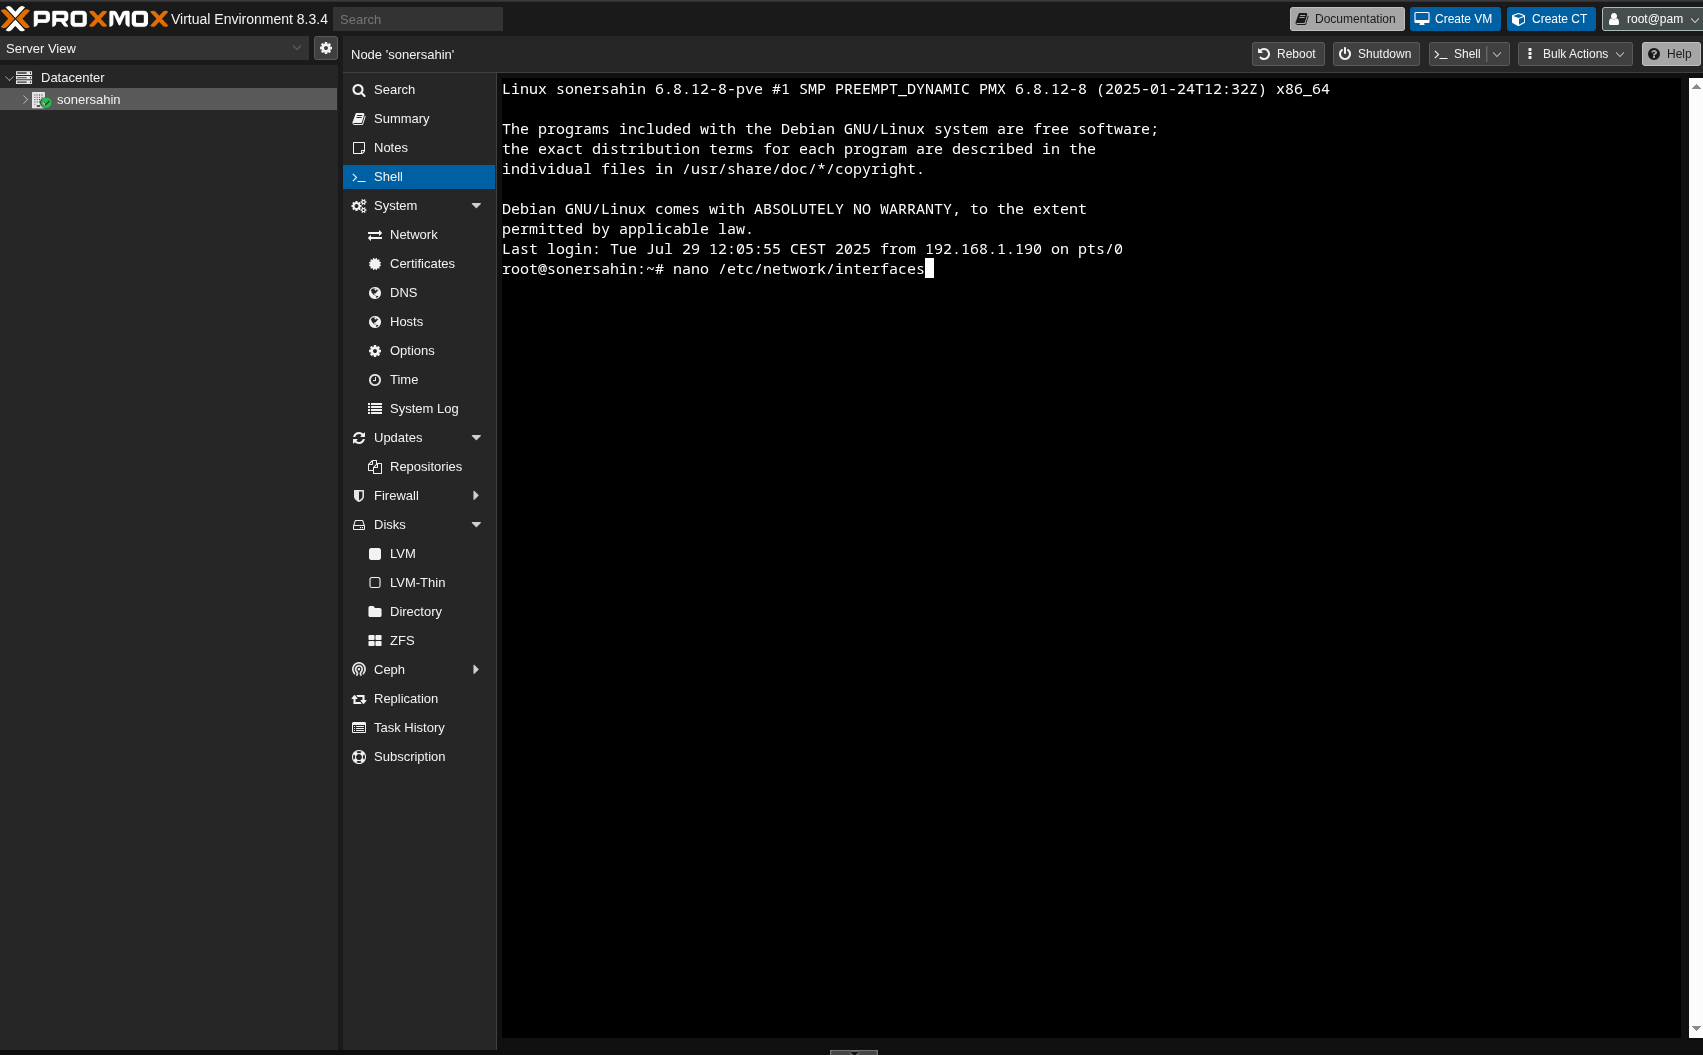 PROXMOX Virtual Environment 8.3.4
Search
Documentation
Create VM
Create CT
root@pam
Server View
Datacenter
sonersahin
Node 'sonersahin'
Reboot
Shutdown
>_ Shell
Bulk Actions
Help
Search
Summary
Notes
Shell
System
Network
Certificates
DNS
Hosts
Options
Time
System Log
Updates
Repositories
Firewall
Disks
LVM
LVM-Thin
Directory
ZFS
Ceph
Replication
Task History
Subscription
Linux sonersahin 6.8.12-8-pve #1 SMP PREEMPT_DYNAMIC PMX 6.8.12-8 (2025-01-24T12:32Z) x86_64
The programs included with the Debian GNU/Linux system are free software;
the exact distribution terms for each program are described in the
individual files in /usr/share/doc/*/copyright.
Debian GNU/Linux comes with ABSOLUTELY NO WARRANTY, to the extent
permitted by applicable law.
Last login: Tue Jul 29 12:05:55 CEST 2025 from 192.168.1.190 on pts/0
root@sonersahin:~# nano /etc/network/interfaces